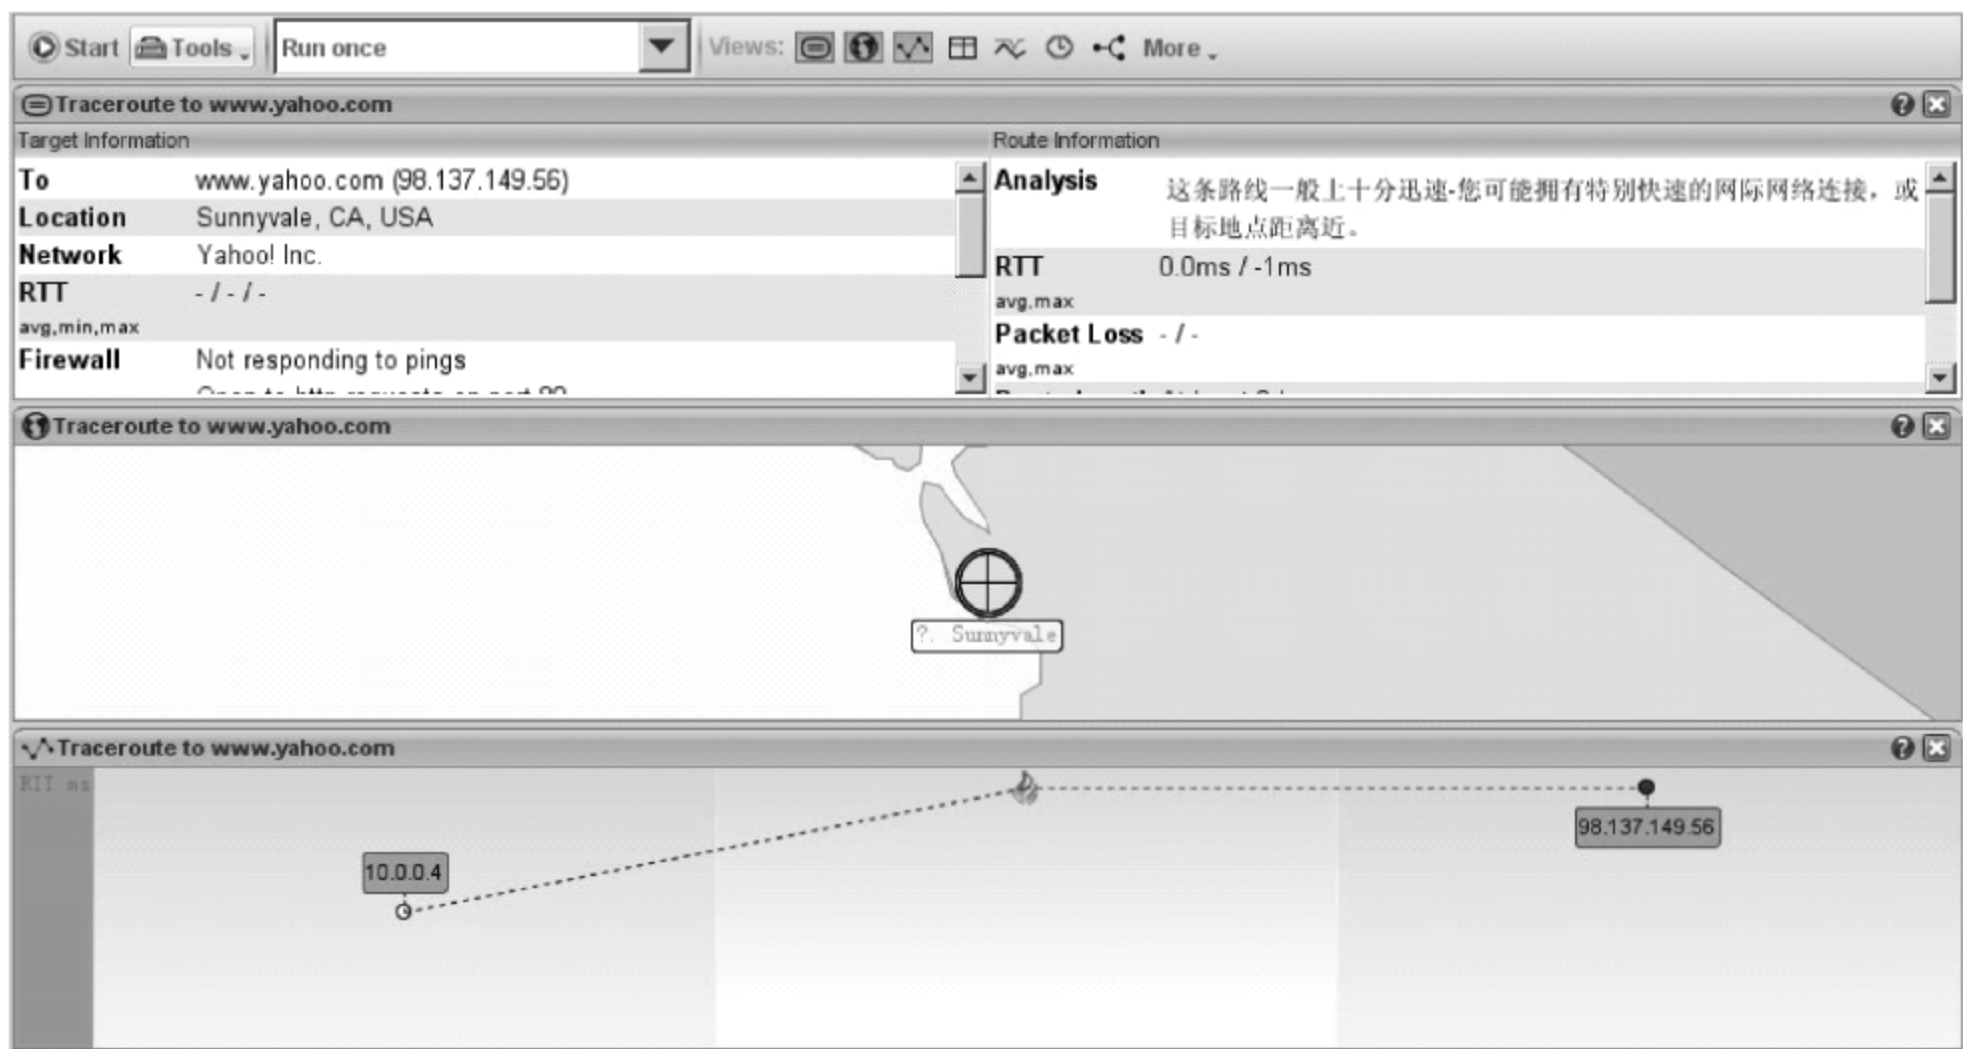 Start Tools Run once Views: More
Traceroute to www.yahoo.com
Target Information
To www.yahoo.com (98.137.149.56)
Location Sunnyvale, CA, USA
Network Yahoo! Inc.
RTT - / - / -
avg,min,max
Firewall Not responding to pings
Route Information
Analysis 这条路线一般上十分迅速-您可能拥有特别快速的网际网络连接，或
目标地点距离近。
RTT 0.0ms / -1ms
avg,max
Packet Loss - / -
avg,max
Traceroute to www.yahoo.com
?. Sunnyvale
Traceroute to www.yahoo.com
RTT ms
98.137.149.56
10.0.0.4